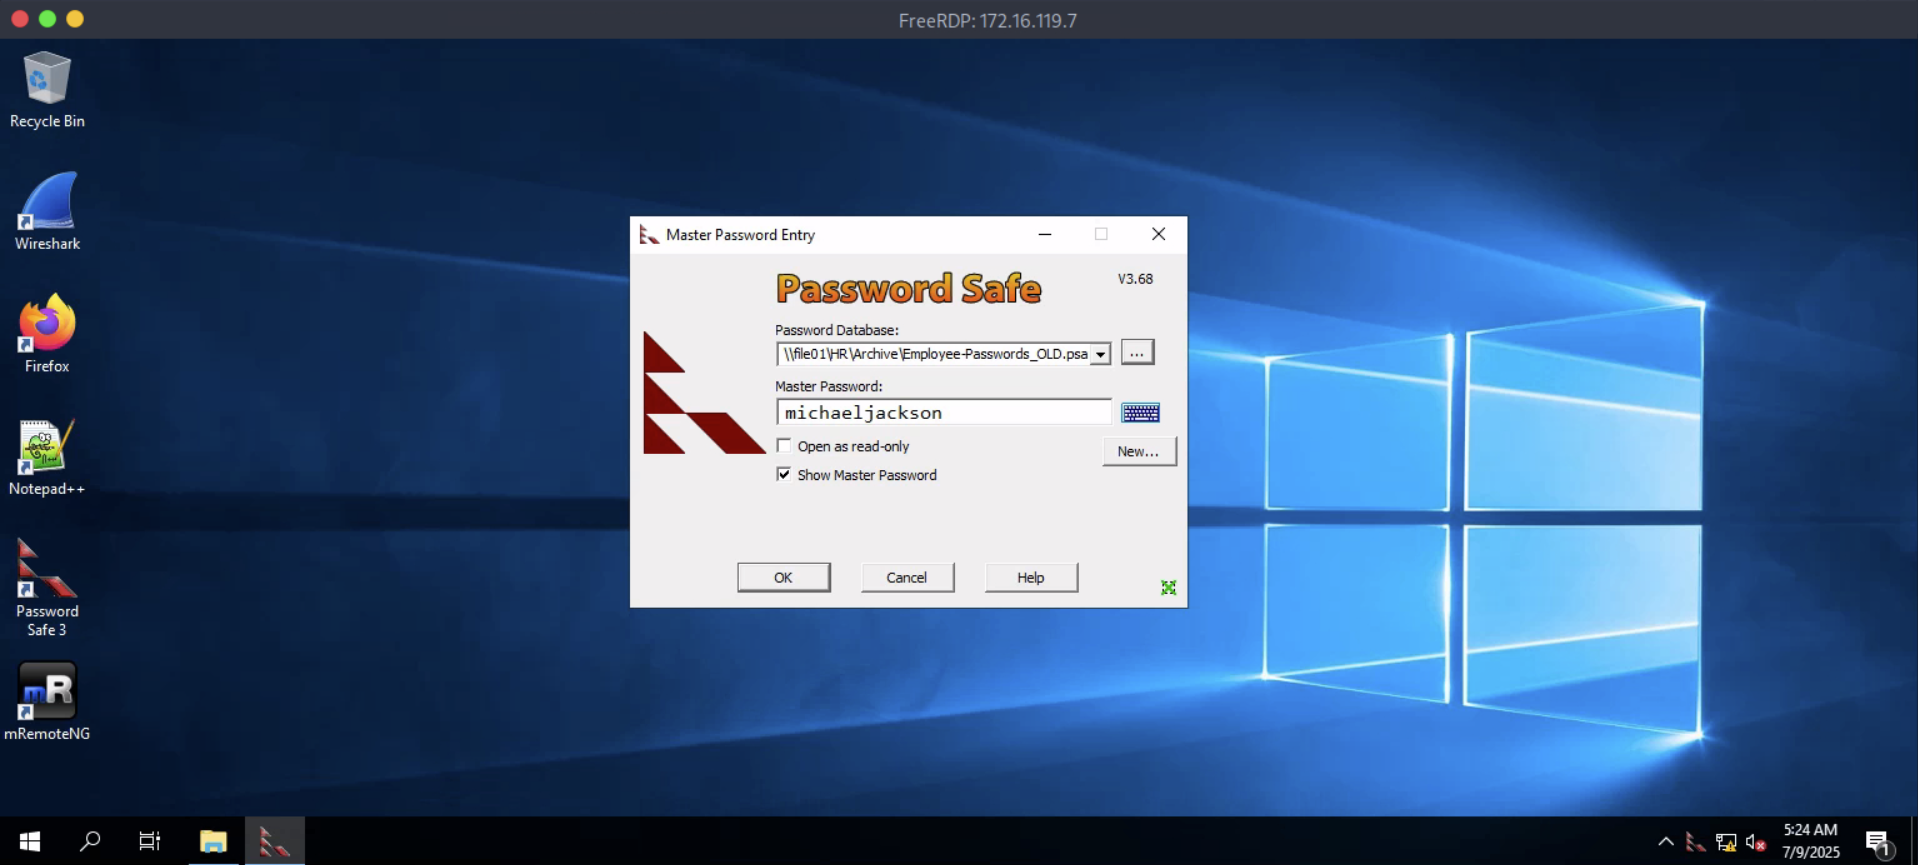 FreeRDP: 172.16.119.7
Recycle Bin
Wireshark
Firefox
Notepad++
Password
Safe 3
mR
mRemoteNG
Master Password Entry
Password Safe
V3.68
Password Database:
\\file01\HR\Archive\Employee-Passwords_OLD.psa
...
Master Password:
michaeljackson
Open as read-only
New...
Show Master Password
OK
Cancel
Help
5:24 AM
7/9/2025
1